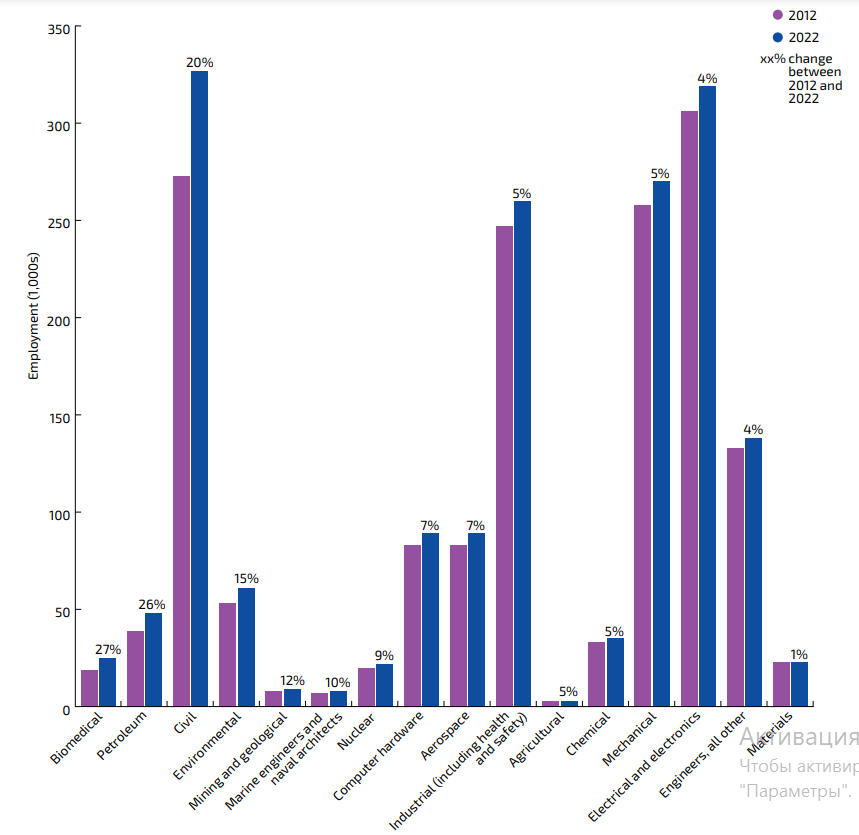 2012
2022
xx% change
between
2012 and
2022
Employment (1,000s)
350
300
250
200
150
100
50
0
27%
26%
20%
15%
12%
10%
9%
7%
7%
5%
5%
5%
5%
4%
4%
1%
Biomedical
Petroleum
Civil
Environmental
Mining and geological
Marine engineers and
naval architects
Nuclear
Computer hardware
Aerospace
Industrial (including health
and safety)
Agricultural
Chemical
Mechanical
Electrical and electronics
Engineers, all other
Materials
Активация
Чтобы активир
"Параметры".